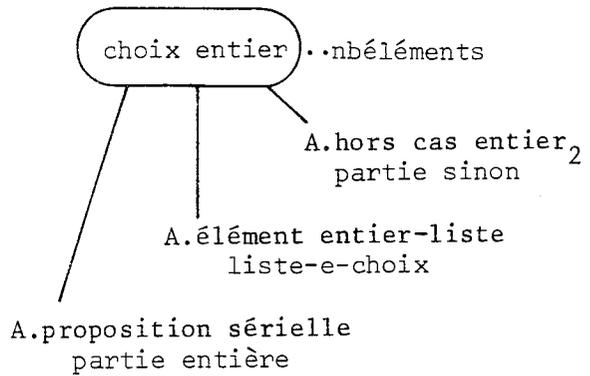 choix entier ..nbéléments
A.hors cas entier2
partie sinon
A.élément entier-liste
liste-e-choix
A.proposition sérielle
partie entière